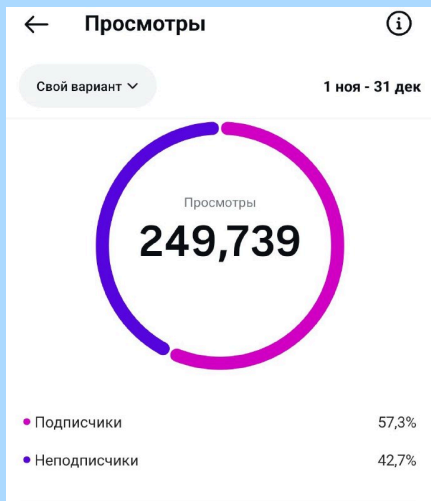 Просмотры
Свой вариант
1 ноя - 31 дек
Просмотры
249,739
Подписчики 57,3%
Неподписчики 42,7%